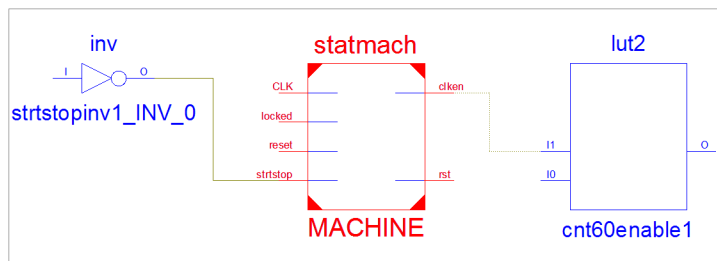 inv
I
O
strtstopinv1_INV_0
statmach
CLK
locked
reset
strtstop
clken
rst
MACHINE
lut2
I1
I0
O
cnt60enable1